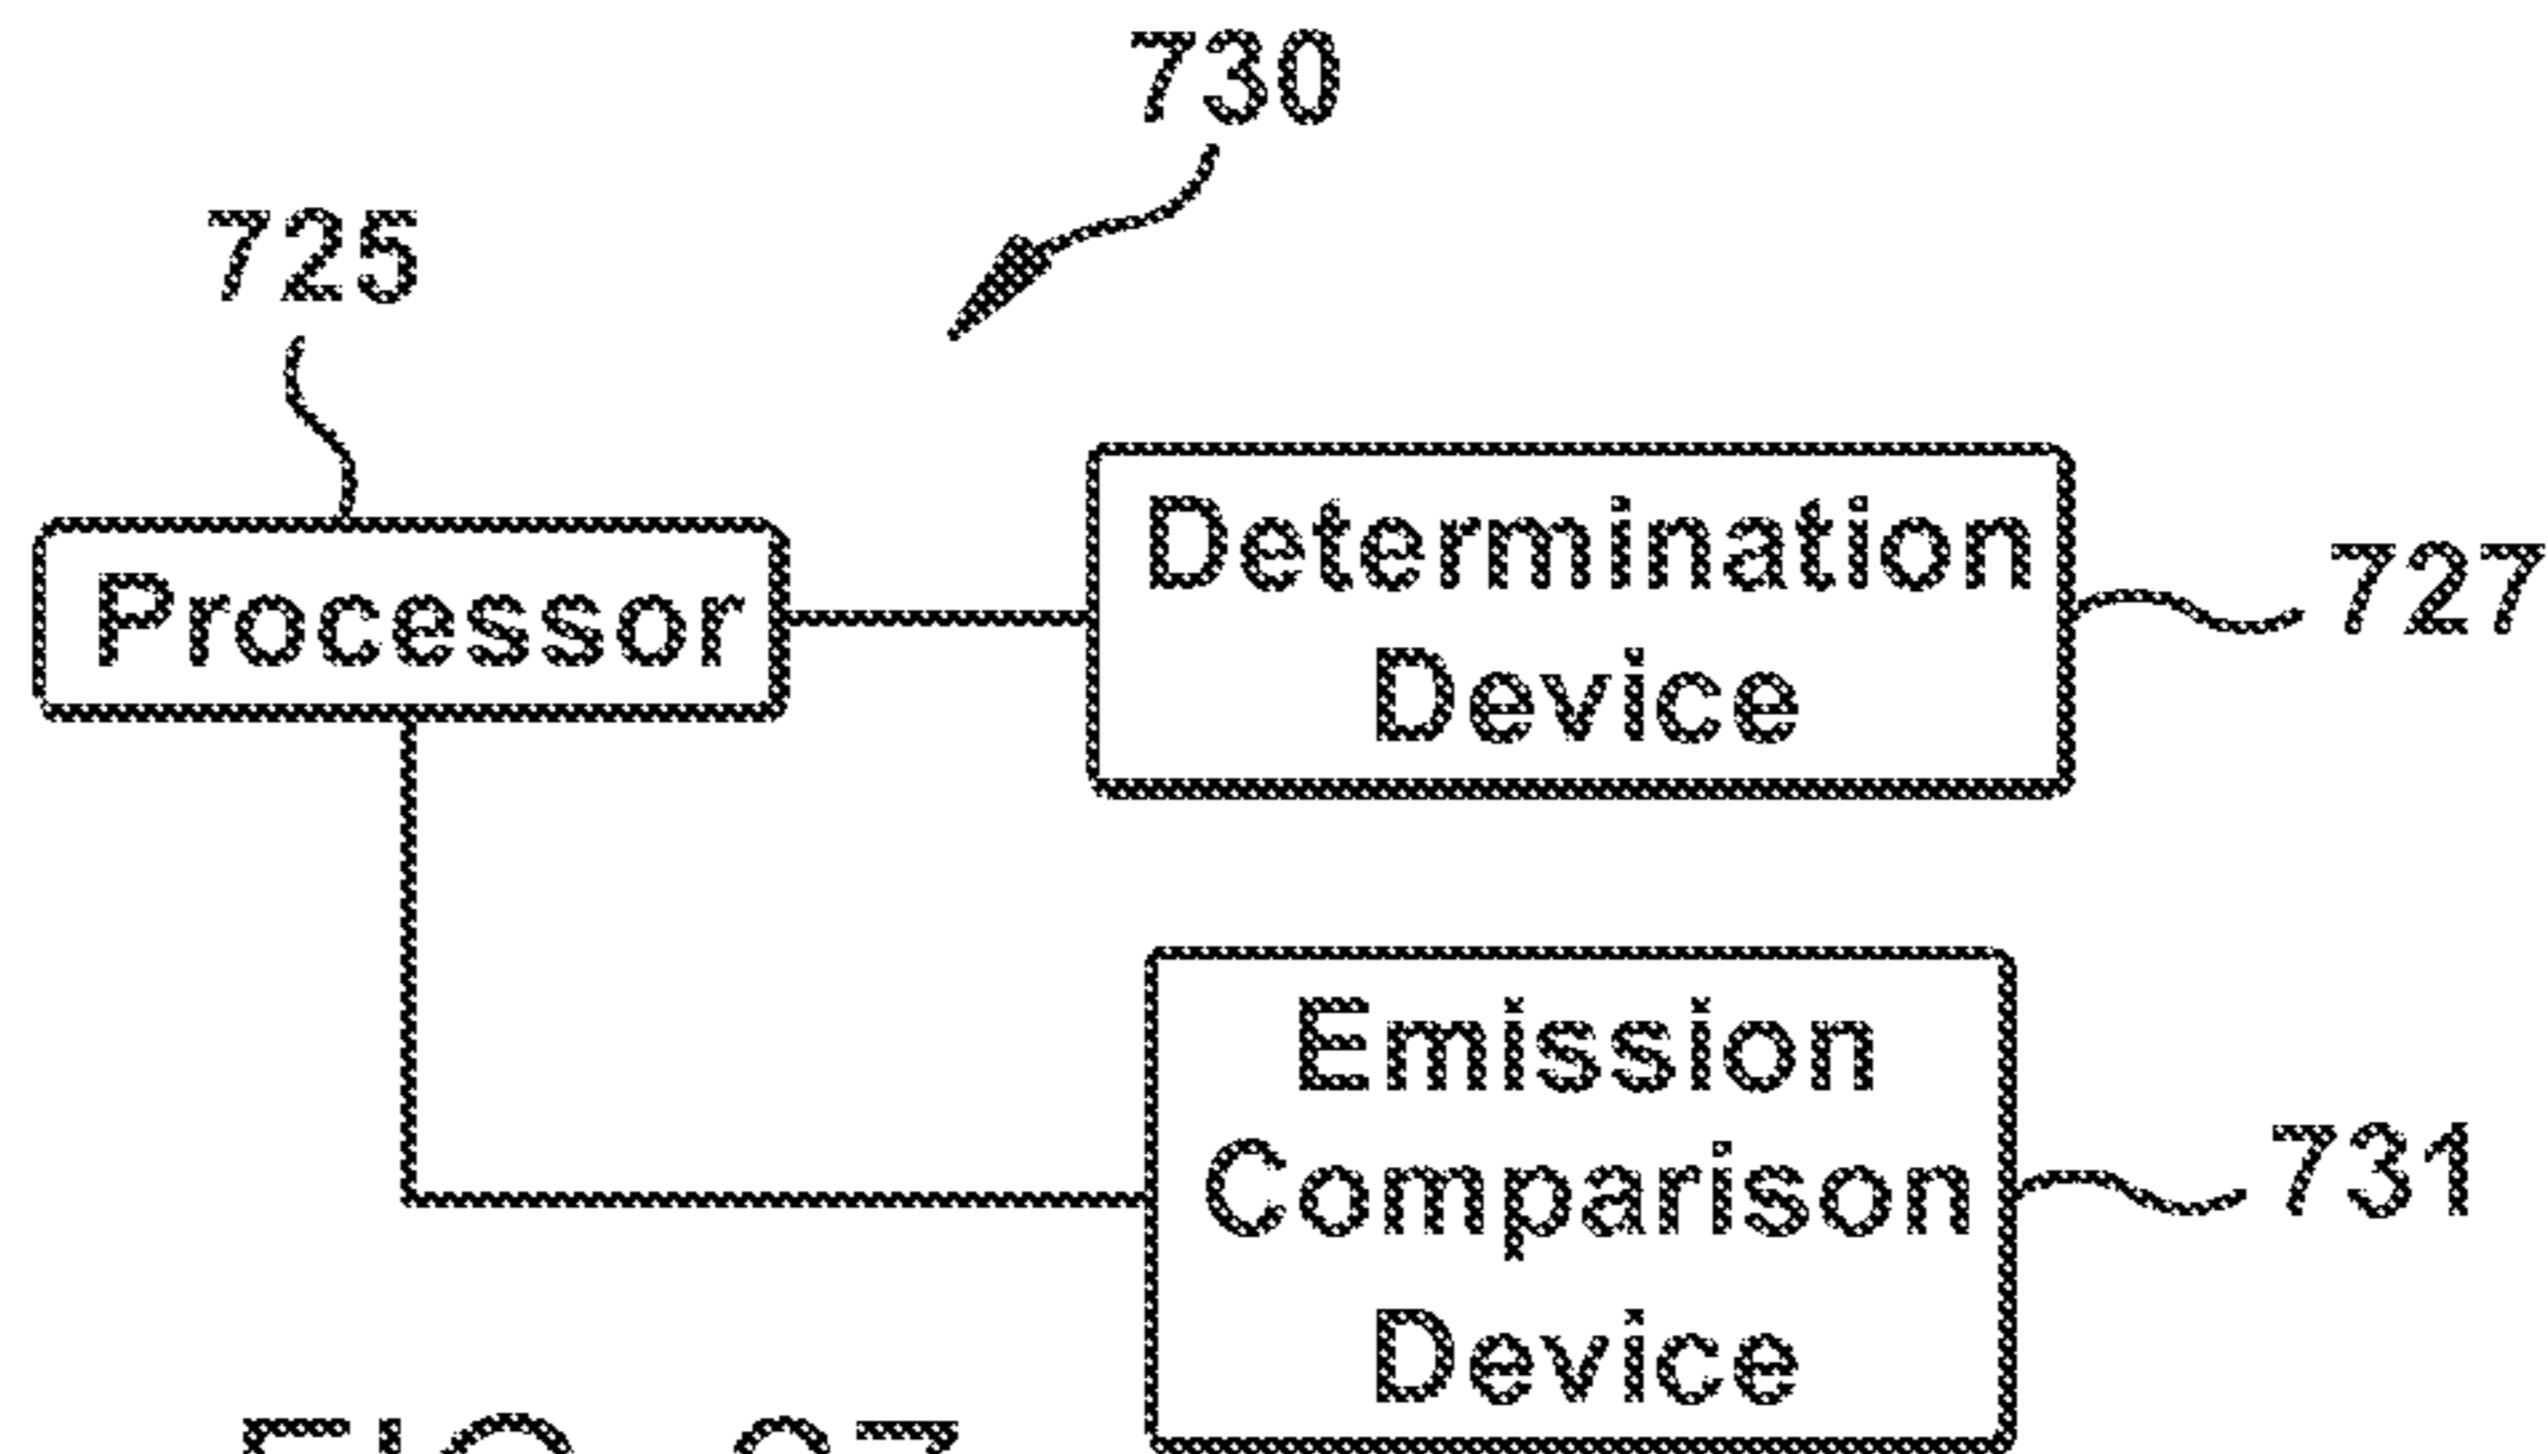 730
725
Processor
Determination
Device
727
Emission
Comparison
Device
731